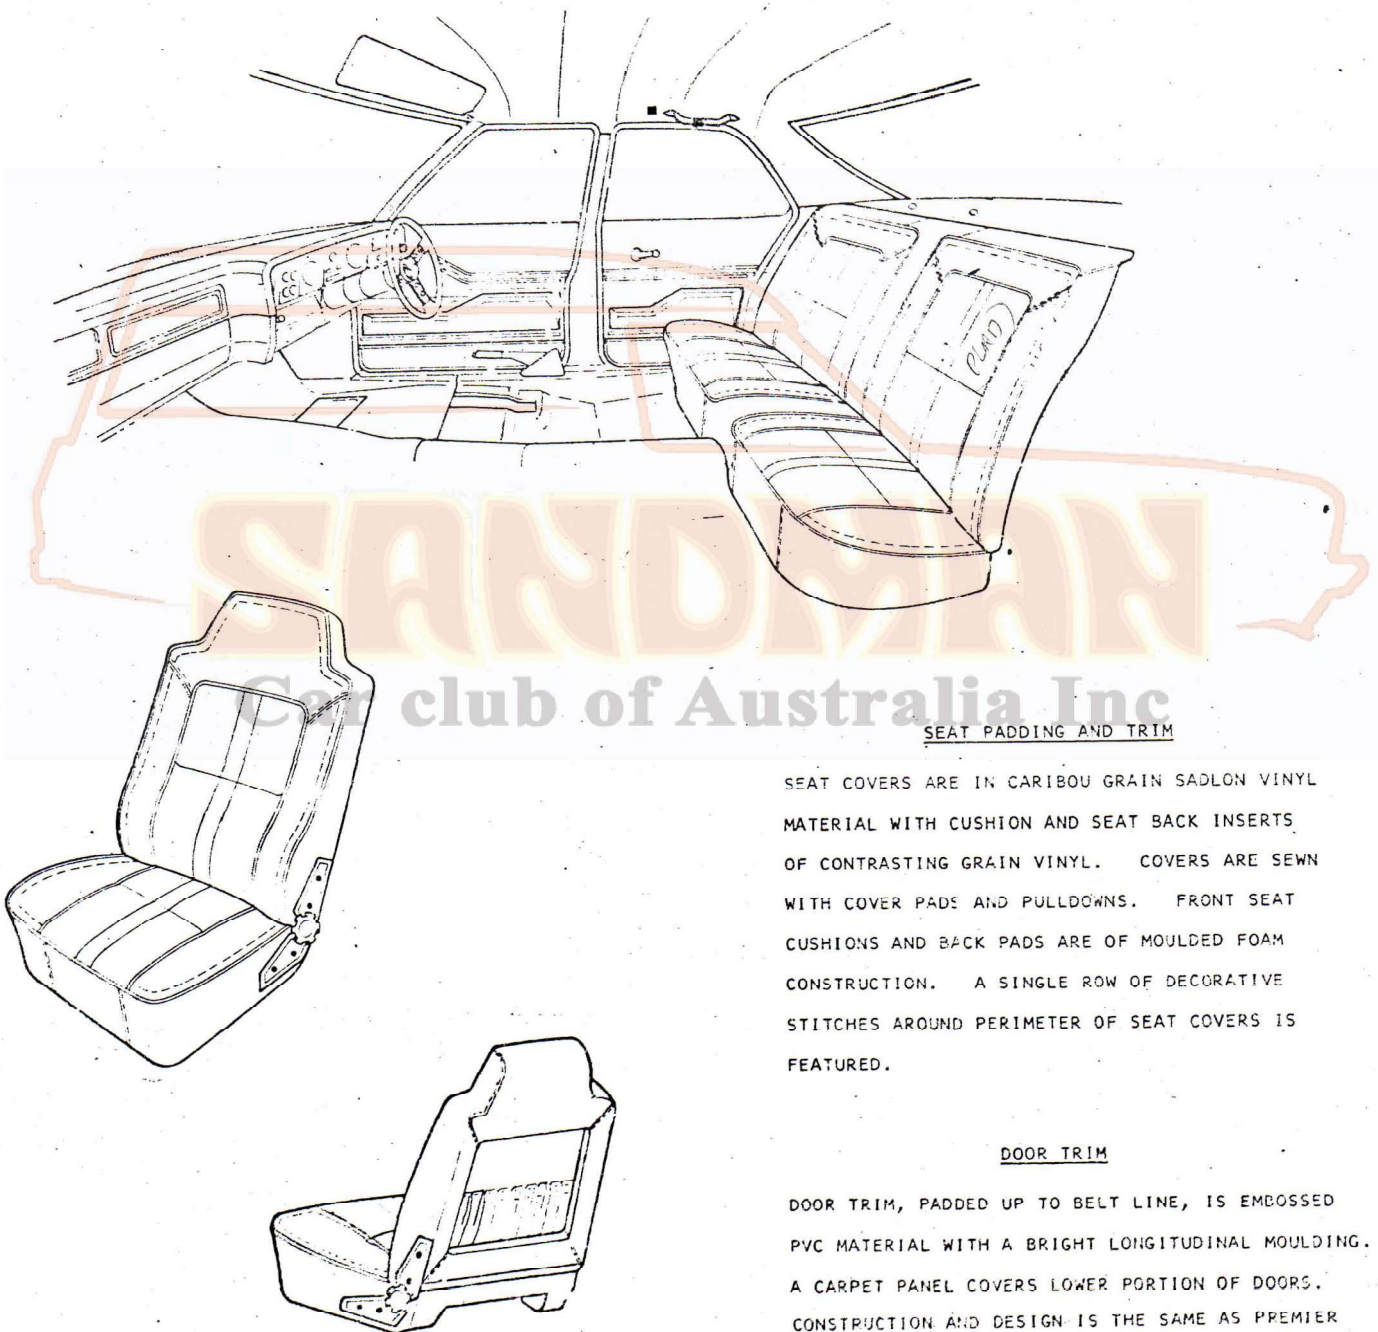 PLAID
SANDMAN
Car club of Australia Inc
SEAT PADDING AND TRIM
SEAT COVERS ARE IN CARIBOU GRAIN SADLON VINYL
MATERIAL WITH CUSHION AND SEAT BACK INSERTS
OF CONTRASTING GRAIN VINYL. COVERS ARE SEWN
WITH COVER PADS AND PULLDOWNS. FRONT SEAT
CUSHIONS AND BACK PADS ARE OF MOULDED FOAM
CONSTRUCTION. A SINGLE ROW OF DECORATIVE
STITCHES AROUND PERIMETER OF SEAT COVERS IS
FEATURED.
DOOR TRIM
DOOR TRIM, PADDED UP TO BELT LINE, IS EMBOSSED
PVC MATERIAL WITH A BRIGHT LONGITUDINAL MOULDING.
A CARPET PANEL COVERS LOWER PORTION OF DOORS.
CONSTRUCTION AND DESIGN IS THE SAME AS PREMIER